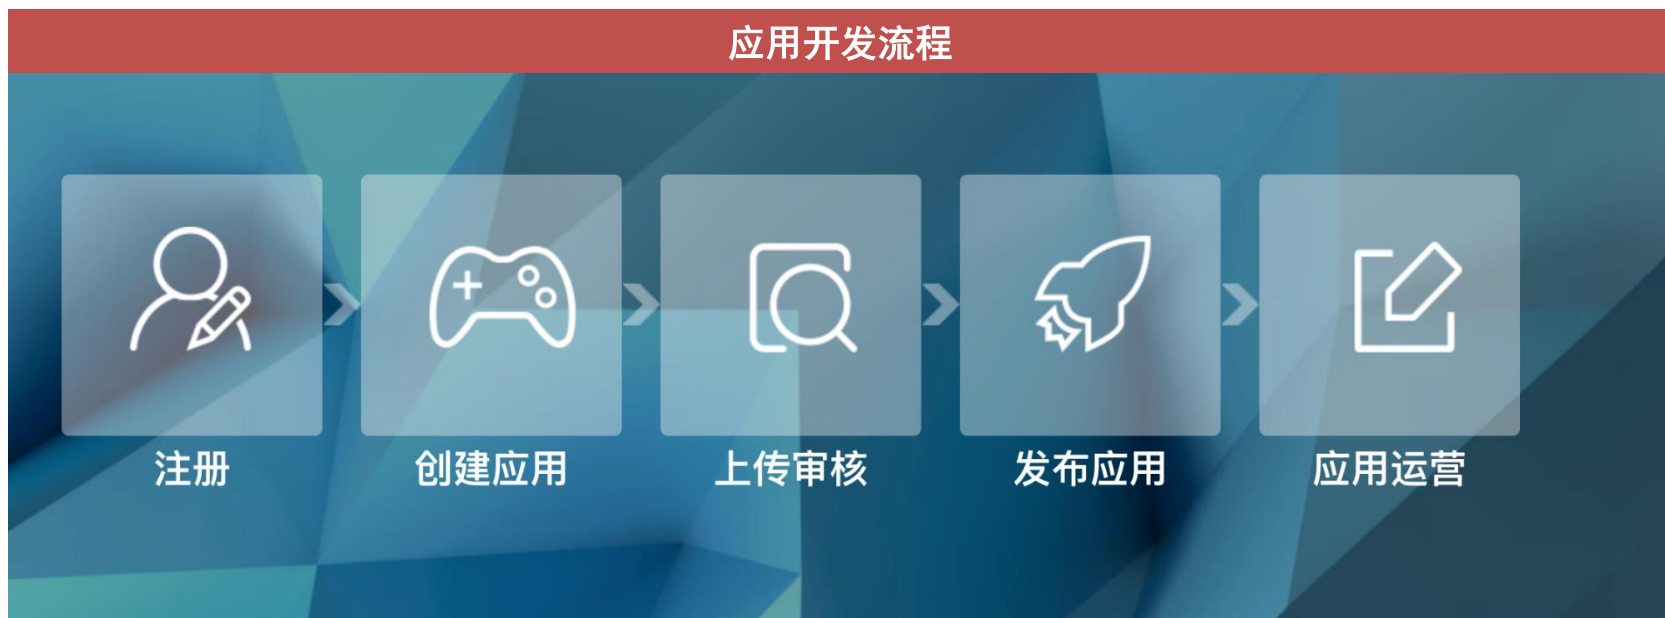 应用开发流程
注册
创建应用
上传审核
发布应用
应用运营